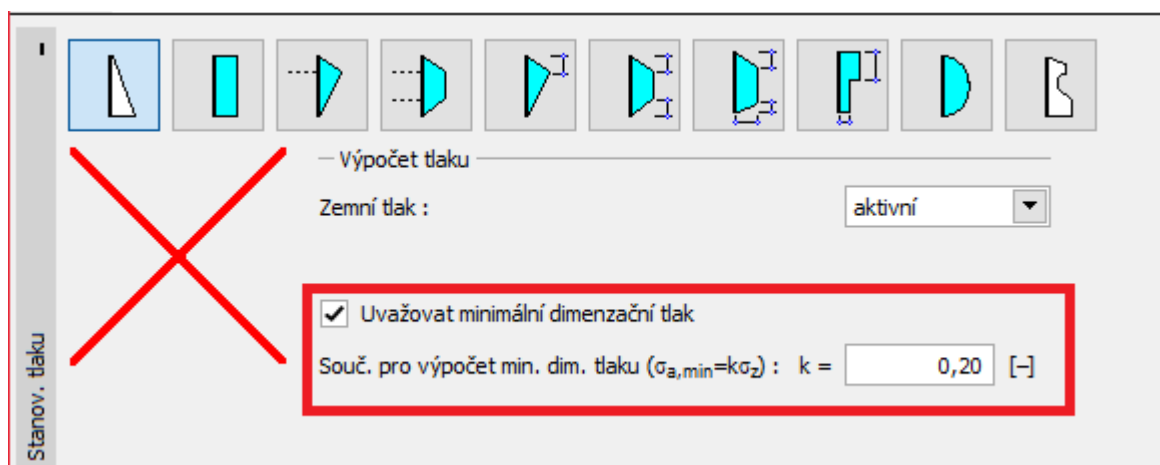 Výpočet tlaku
Zemní tlak :
aktivní
Uvažovat minimální dimenzační tlak
Souč. pro výpočet min. dim. tlaku (σa,min=kσz) : k = 0,20 [–]
Stanov. tlaku